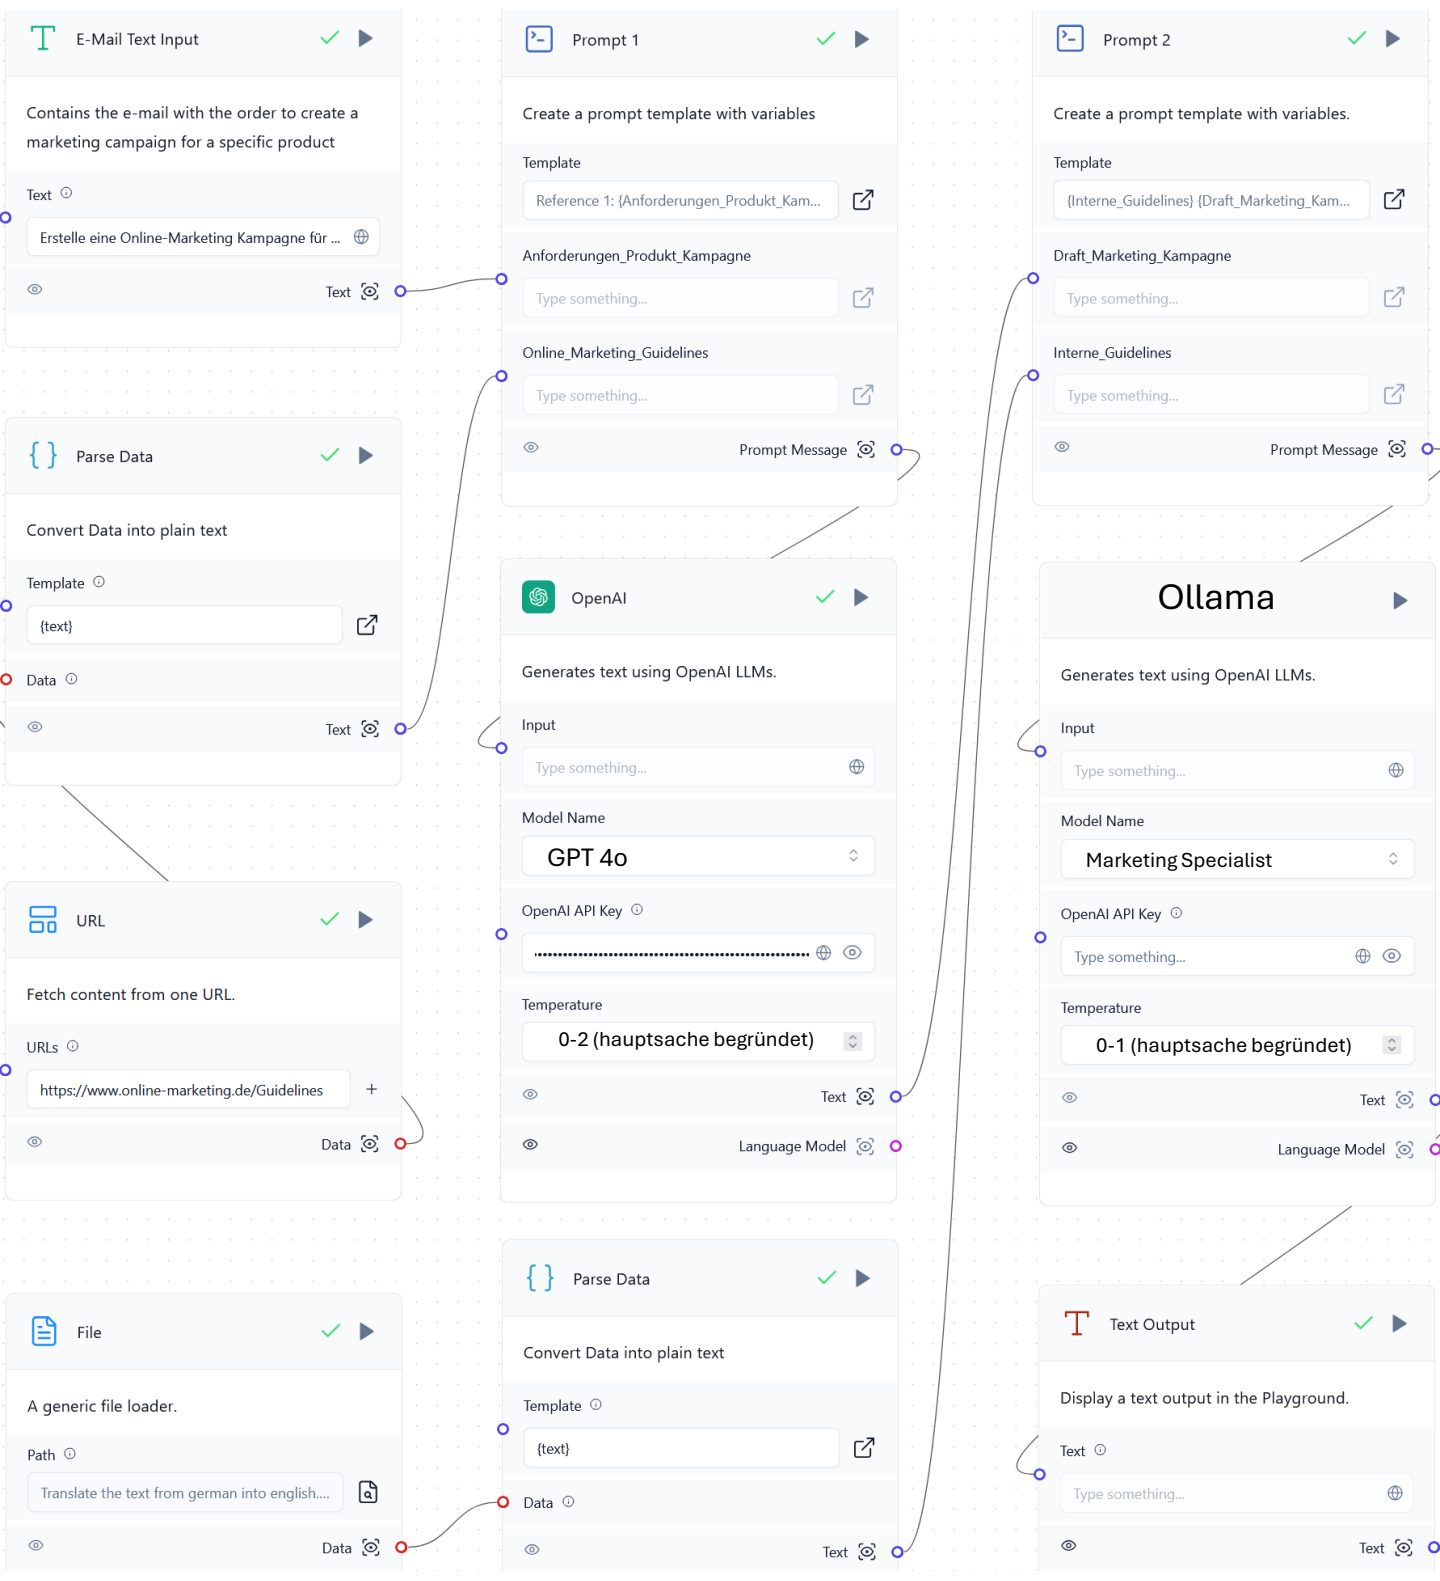 E-Mail Text Input
Contains the e-mail with the order to create a
marketing campaign for a specific product
Text
Erstelle eine Online-Marketing Kampagne für ...
Text
Parse Data
Convert Data into plain text
Template
{text}
Data
Text
URL
Fetch content from one URL.
URLs
https://www.online-marketing.de/Guidelines
+
Data
File
A generic file loader.
Path
Translate the text from german into english....
Data
Prompt 1
Create a prompt template with variables
Template
Reference 1: {Anforderungen_Produkt_Kam...
Anforderungen_Produkt_Kampagne
Type something...
Online_Marketing_Guidelines
Type something...
Prompt Message
OpenAI
Generates text using OpenAI LLMs.
Input
Type something...
Model Name
GPT 4o
OpenAI API Key
Temperature
0-2 (hauptsache begründet)
Text
Language Model
Parse Data
Convert Data into plain text
Template
{text}
Data
Text
Prompt 2
Create a prompt template with variables.
Template
{Interne_Guidelines} {Draft_Marketing_Kam...
Draft_Marketing_Kampagne
Type something...
Interne_Guidelines
Type something...
Prompt Message
Ollama
Generates text using OpenAI LLMs.
Input
Type something...
Model Name
Marketing Specialist
OpenAI API Key
Type something...
Temperature
0-1 (hauptsache begründet)
Text
Language Model
Text Output
Display a text output in the Playground.
Text
Type something...
Text